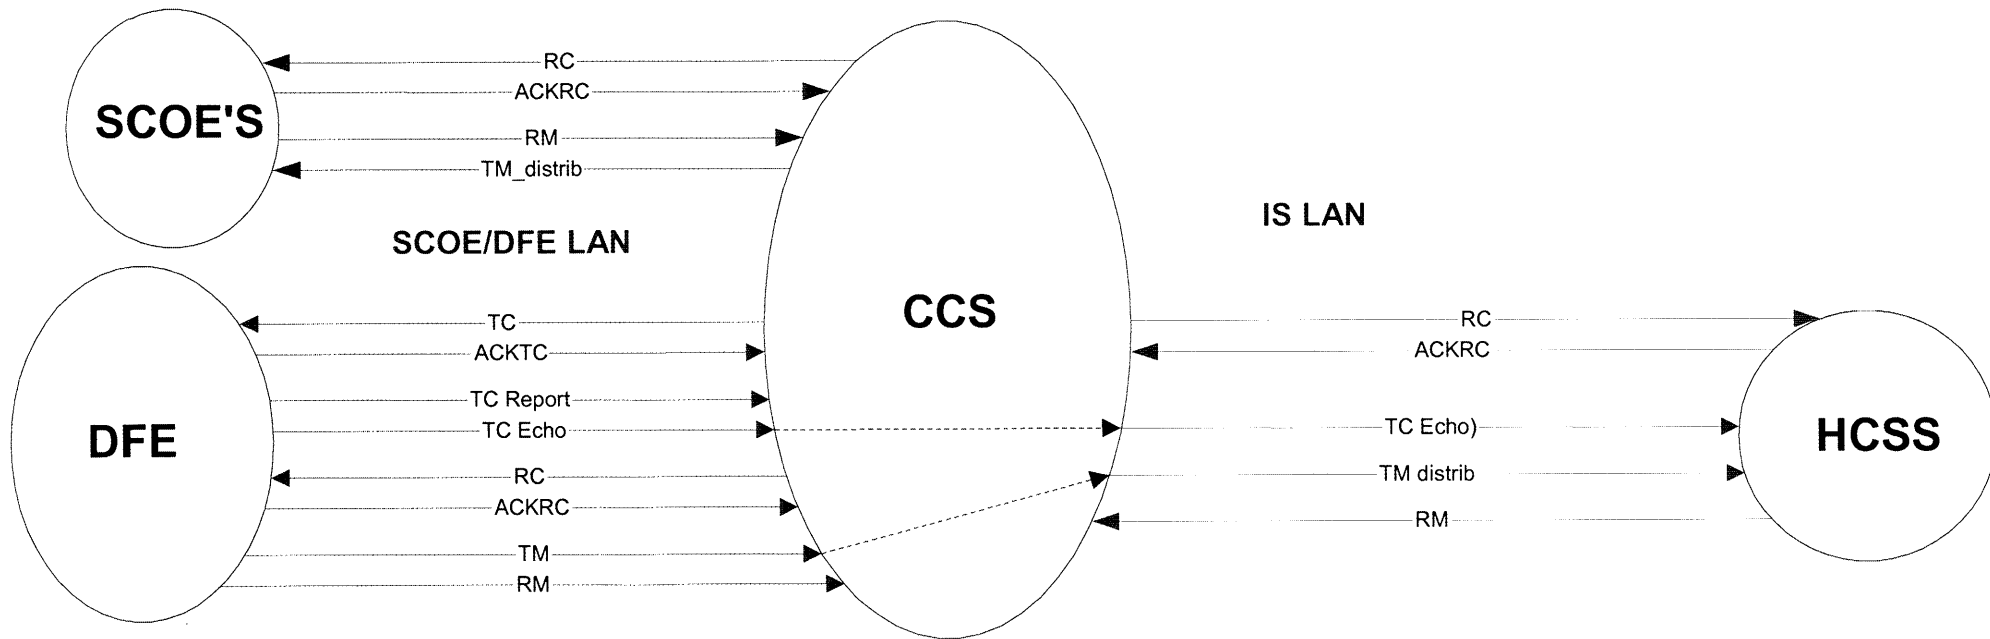 SCOE'S
RC
ACKRC
RM
TM_distrib
SCOE/DFE LAN
DFE
TC
ACKTC
TC Report
TC Echo
RC
ACKRC
TM
RM
CCS
IS LAN
RC
ACKRC
TC Echo)
TM distrib
RM
HCSS